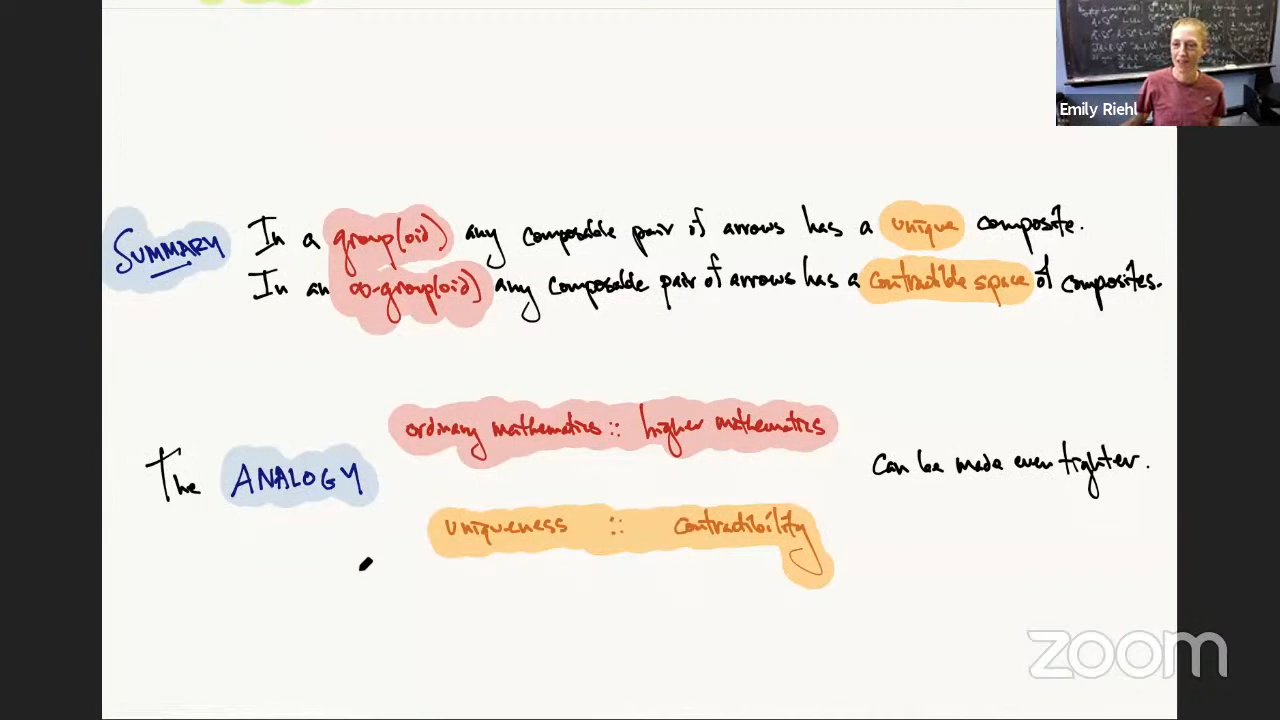 Emily Riehl
SUMMARY In a group(oid) any composable pair of arrows has a unique composite.
In an ∞-group(oid) any composable pair of arrows has a contractible space of composites.
ordinary mathematics :: higher mathematics
The ANALOGY can be made even tighter.
uniqueness :: contractibility
zoom